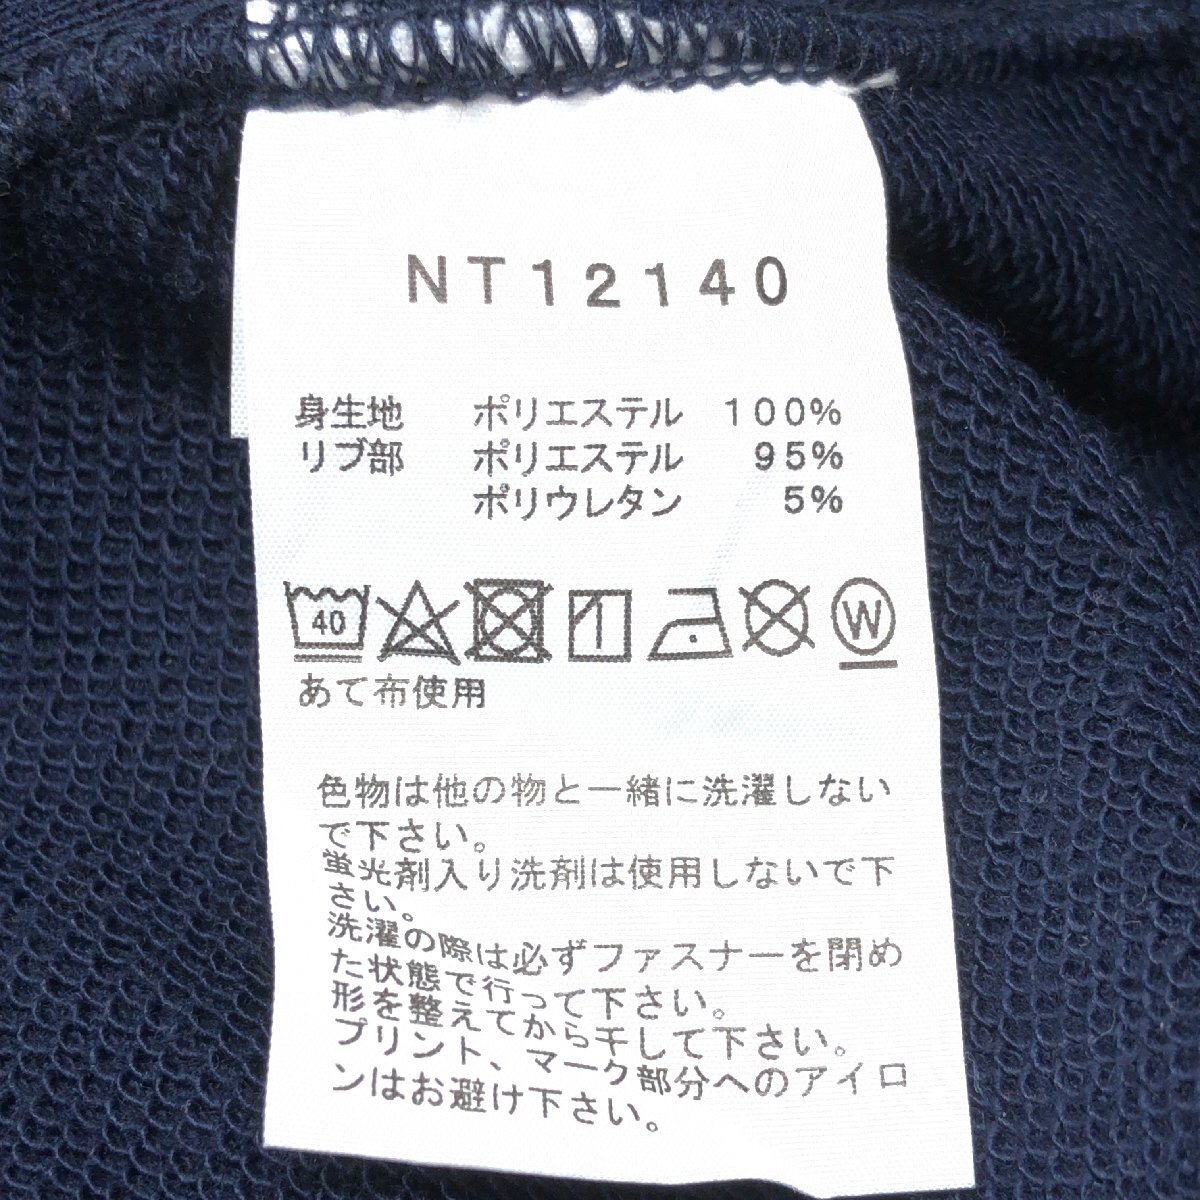 NT12140
身生地 ポリエステル 100%
リブ部 ポリエステル 95%
ポリウレタン 5%
40 W
あて布使用
色物は他の物と一緒に洗濯しない
で下さい。
蛍光剤入り洗剤は使用しないで下
さい。
洗濯の際は必ずファスナーを閉め
た状態で行って下さい。
形を整えてから干して下さい。
プリント、マーク部分へのアイロ
ンはお避け下さい。